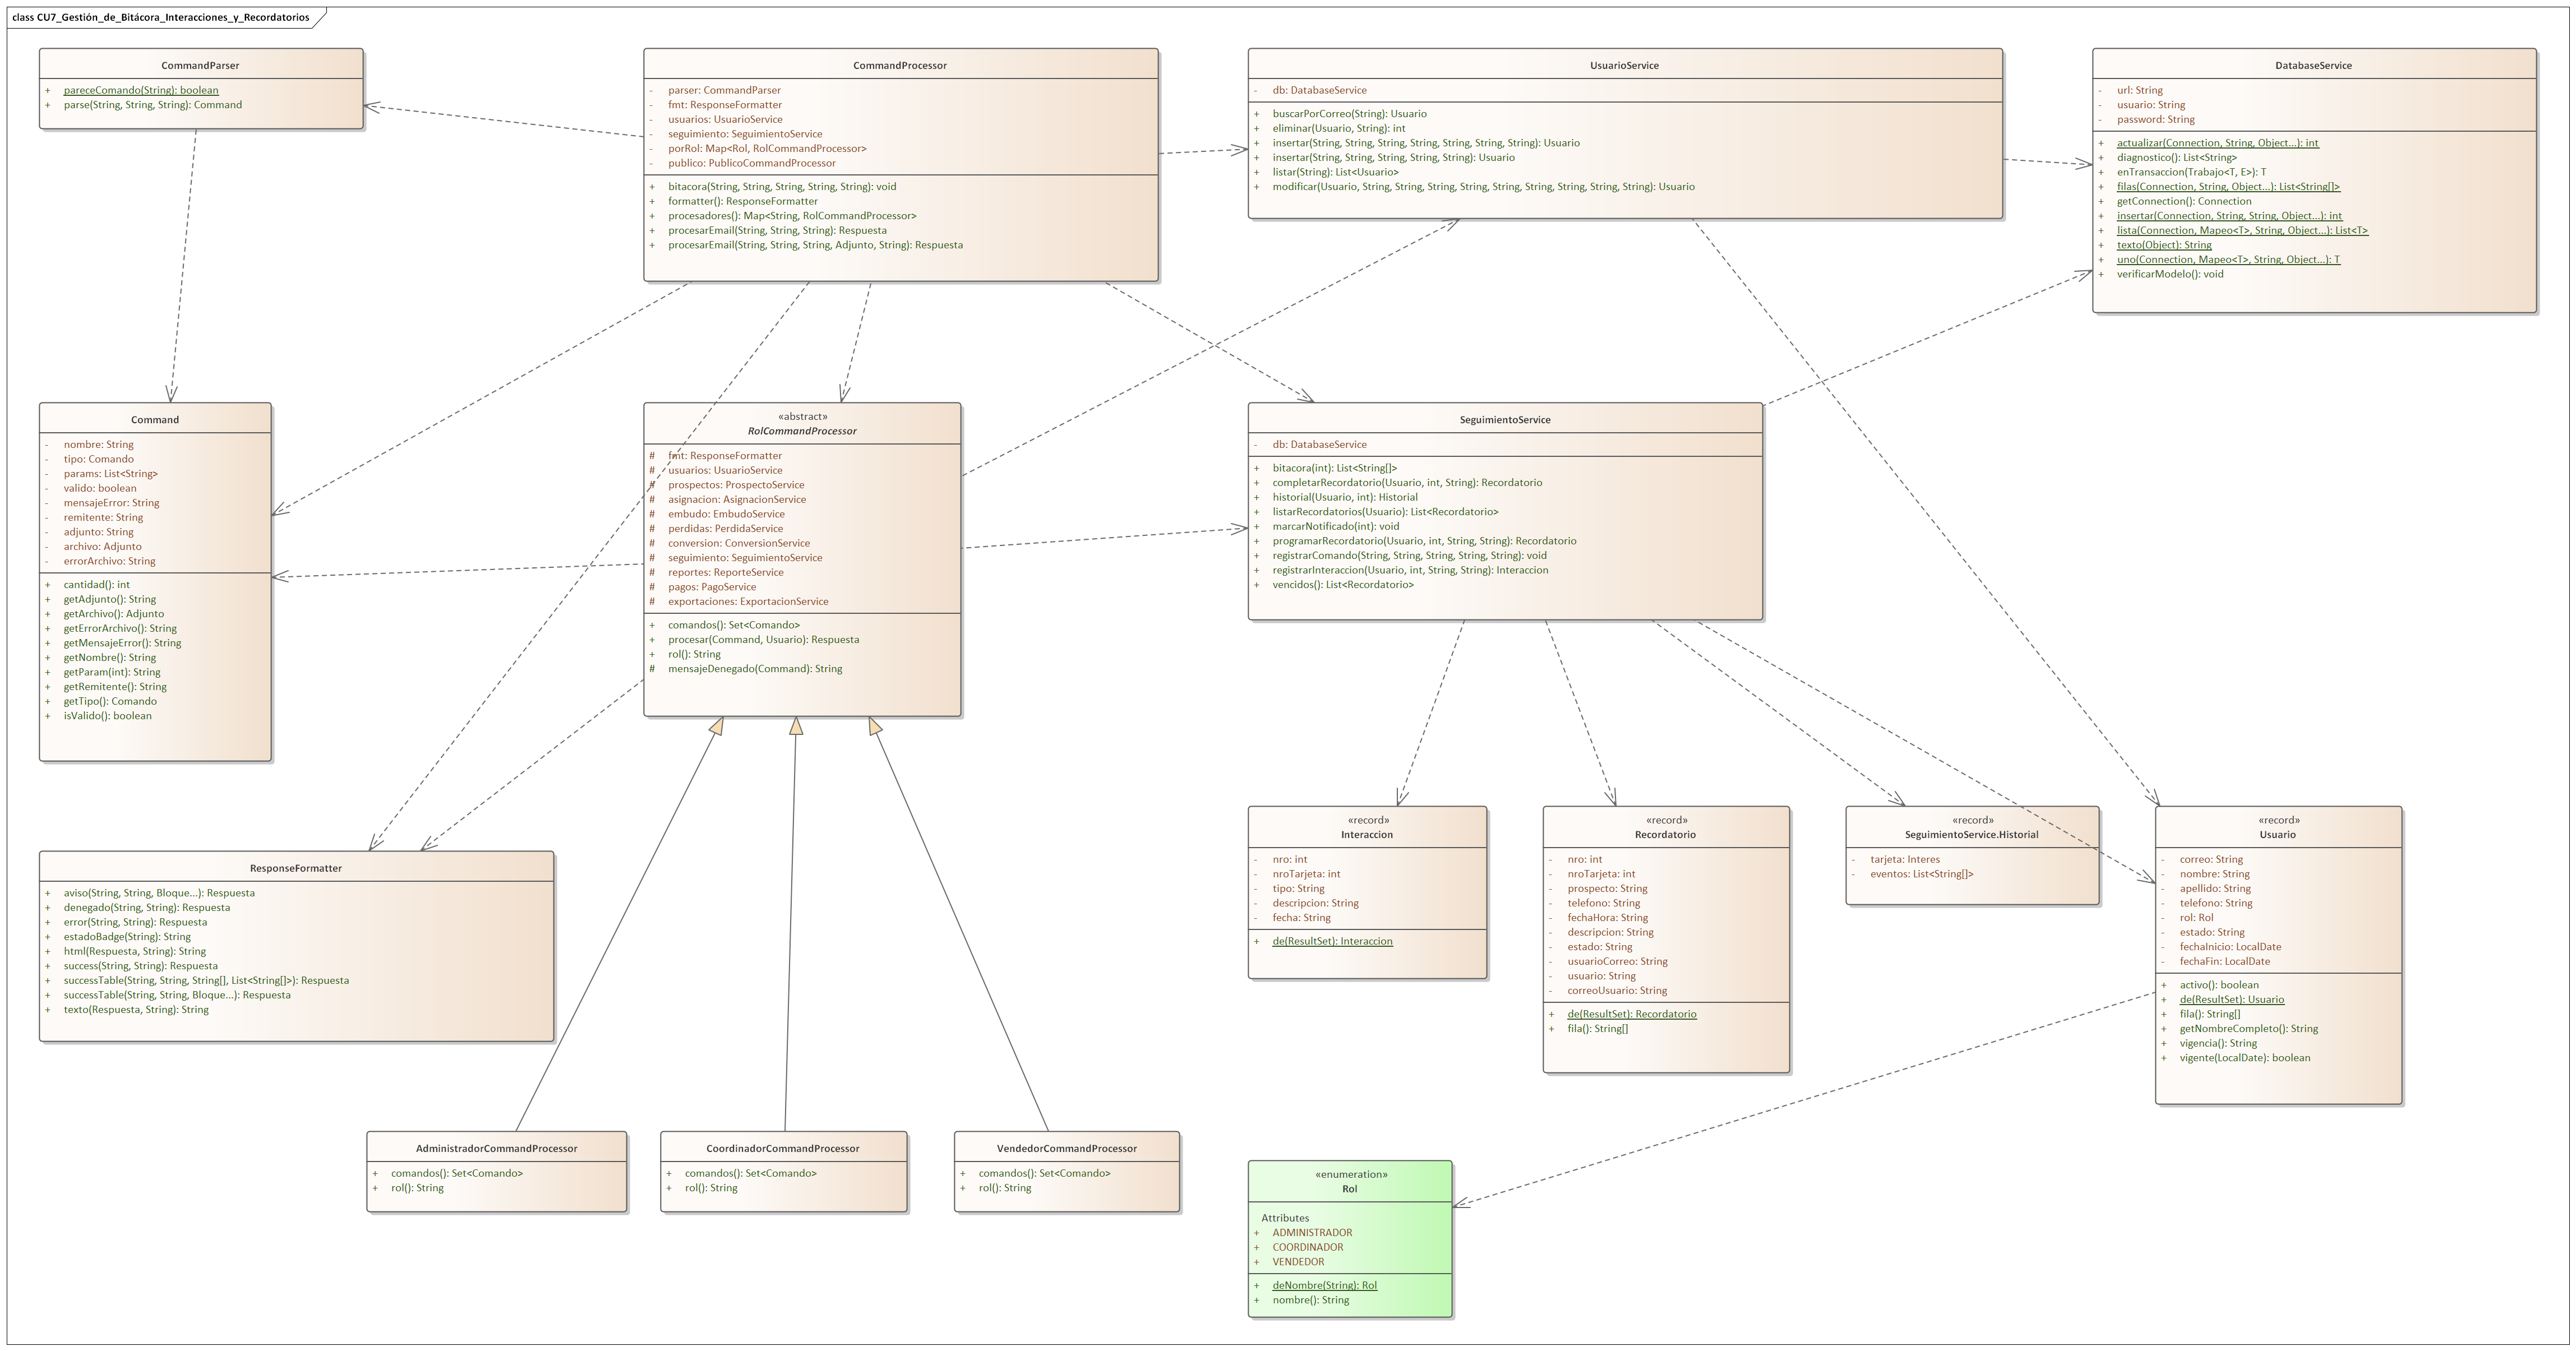 class CU7_Gestión_de_Bitácora_Interacciones_y_Recordatorios
CommandParser
+ pareceComando(String): boolean
+ parse(String, String, String): Command
CommandProcessor
- parser: CommandParser
- fmt: ResponseFormatter
- usuarios: UsuarioService
- seguimiento: SeguimientoService
- porRol: Map<Rol, RolCommandProcessor>
- publico: PublicoCommandProcessor
+ bitacora(String, String, String, String, String): void
+ formatter(): ResponseFormatter
+ procesadores(): Map<String, RolCommandProcessor>
+ procesarEmail(String, String, String): Respuesta
+ procesarEmail(String, String, String, Adjunto, String): Respuesta
UsuarioService
- db: DatabaseService
+ buscarPorCorreo(String): Usuario
+ eliminar(Usuario, String): int
+ insertar(String, String, String, String, String, String, String, String): Usuario
+ insertar(String, String, String, String, String, String): Usuario
+ listar(String): List<Usuario>
+ modificar(Usuario, String, String, String, String, String, String, String, String, String): Usuario
DatabaseService
- url: String
- usuario: String
- password: String
+ actualizar(Connection, String, Object...): int
+ diagnostico(): List<String>
+ enTransaccion(Trabajo<T, E>): T
+ filas(Connection, String, Object...): List<String[]>
+ getConnection(): Connection
+ insertar(Connection, String, String, Object...): int
+ lista(Connection, Mapeo<T>, String, Object...): List<T>
+ texto(Object): String
+ uno(Connection, Mapeo<T>, String, Object...): T
+ verificarModelo(): void
Command
- nombre: String
- tipo: Comando
- params: List<String>
- valido: boolean
- mensajeError: String
- remitente: String
- adjunto: String
- archivo: Adjunto
- errorArchivo: String
+ cantidad(): int
+ getAdjunto(): String
+ getArchivo(): Adjunto
+ getErrorArchivo(): String
+ getMensajeError(): String
+ getNombre(): String
+ getParam(int): String
+ getRemitente(): String
+ getTipo(): Comando
+ isValido(): boolean
«abstract»
RolCommandProcessor
# fmt: ResponseFormatter
# usuarios: UsuarioService
# prospectos: ProspectoService
# asignacion: AsignacionService
# embudo: EmbudoService
# perdidas: PerdidaService
# conversion: ConversionService
# seguimiento: SeguimientoService
# reportes: ReporteService
# pagos: PagoService
# exportaciones: ExportacionService
+ comandos(): Set<Comando>
+ procesar(Command, Usuario): Respuesta
+ rol(): String
# mensajeDenegado(Command): String
SeguimientoService
- db: DatabaseService
+ bitacora(int): List<String[]>
+ completarRecordatorio(Usuario, int, String): Recordatorio
+ historial(Usuario, int): Historial
+ listarRecordatorios(Usuario): List<Recordatorio>
+ marcarNotificado(int): void
+ programarRecordatorio(Usuario, int, String, String): Recordatorio
+ registrarComando(String, String, String, String, String): void
+ registrarInteraccion(Usuario, int, String, String): Interaccion
+ vencidos(): List<Recordatorio>
ResponseFormatter
+ aviso(String, String, Bloque...): Respuesta
+ denegado(String, String): Respuesta
+ error(String, String): Respuesta
+ estadoBadge(String): String
+ html(Respuesta, String): String
+ success(String, String): Respuesta
+ successTable(String, String, String[], List<String[]>): Respuesta
+ successTable(String, String, Bloque...): Respuesta
+ texto(Respuesta, String): String
«record»
Interaccion
- nro: int
- nroTarjeta: int
- tipo: String
- descripcion: String
- fecha: String
+ de(ResultSet): Interaccion
«record»
Recordatorio
- nro: int
- nroTarjeta: int
- prospecto: String
- telefono: String
- fechaHora: String
- descripcion: String
- estado: String
- usuarioCorreo: String
- usuario: String
- correoUsuario: String
+ de(ResultSet): Recordatorio
+ fila(): String[]
«record»
SeguimientoService.Historial
- tarjeta: Interes
- eventos: List<String[]>
«record»
Usuario
- correo: String
- nombre: String
- apellido: String
- telefono: String
- rol: Rol
- estado: String
- fechaInicio: LocalDate
- fechaFin: LocalDate
+ activo(): boolean
+ de(ResultSet): Usuario
+ fila(): String[]
+ getNombreCompleto(): String
+ vigencia(): String
+ vigente(LocalDate): boolean
AdministradorCommandProcessor
+ comandos(): Set<Comando>
+ rol(): String
CoordinadorCommandProcessor
+ comandos(): Set<Comando>
+ rol(): String
VendedorCommandProcessor
+ comandos(): Set<Comando>
+ rol(): String
«enumeration»
Rol
Attributes
+ ADMINISTRADOR
+ COORDINADOR
+ VENDEDOR
+ deNombre(String): Rol
+ nombre(): String